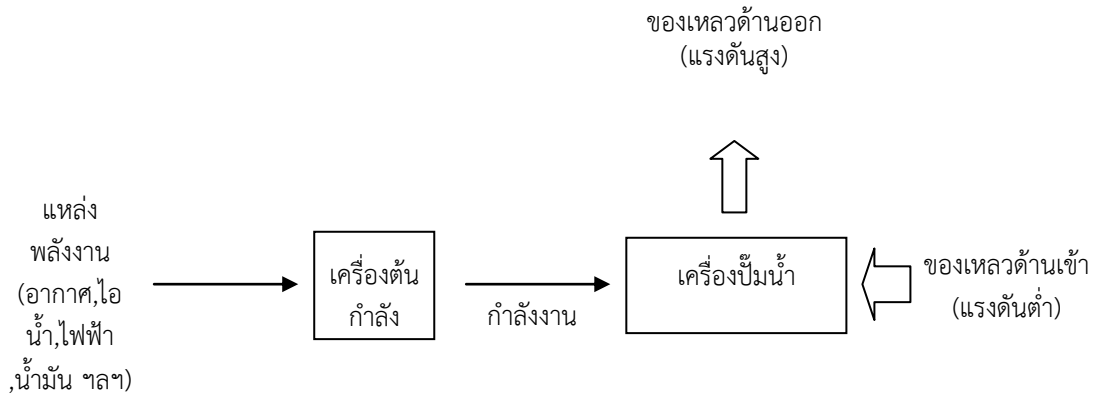 ของเหลวด้านออก
(แรงดันสูง)
แหล่ง
พลังงาน
(อากาศ,ไอ
น้ำ,ไฟฟ้า
,น้ำมัน ฯลฯ)
เครื่องต้น
กำลัง
กำลังงาน
เครื่องปั๊มน้ำ
ของเหลวด้านเข้า
(แรงดันต่ำ)